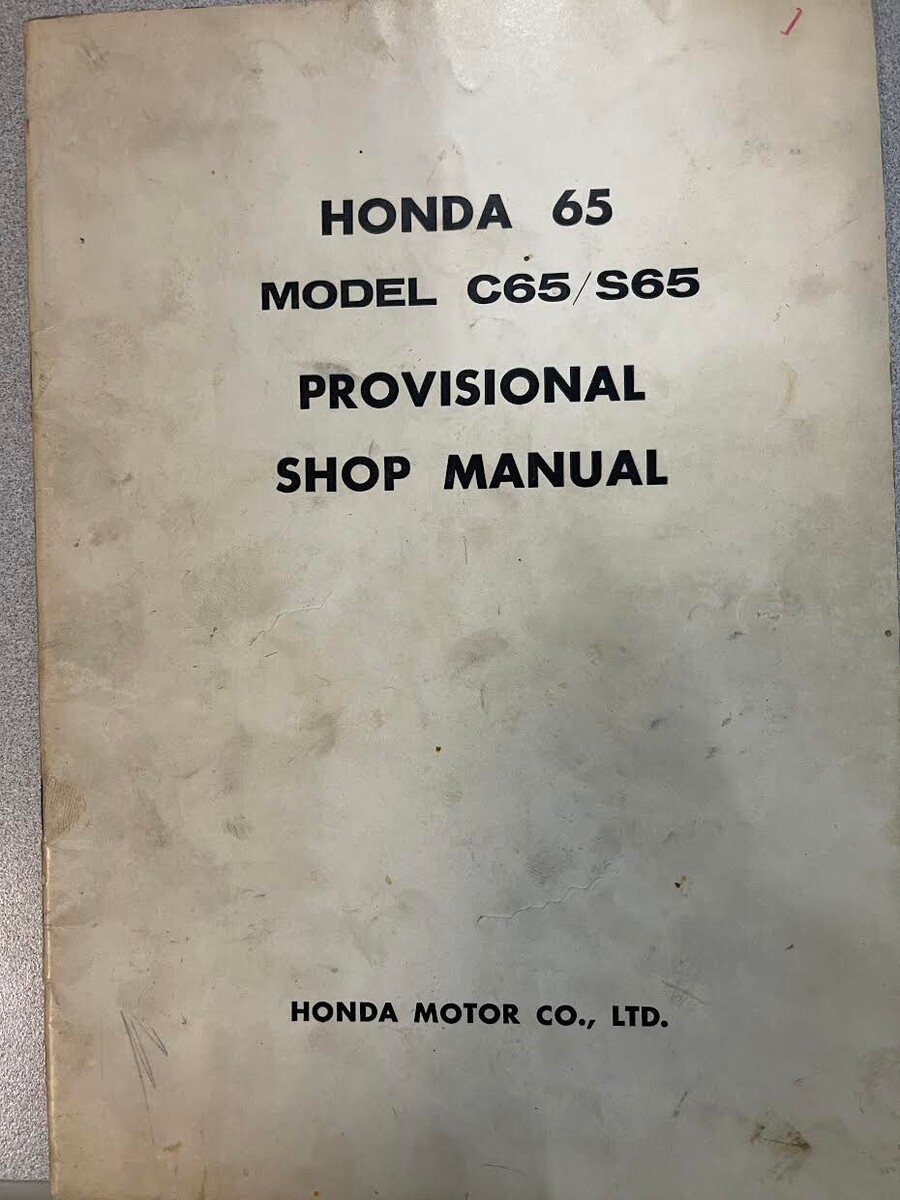 HONDA 65
MODEL C65/S65
PROVISIONAL
SHOP MANUAL
HONDA MOTOR CO., LTD.